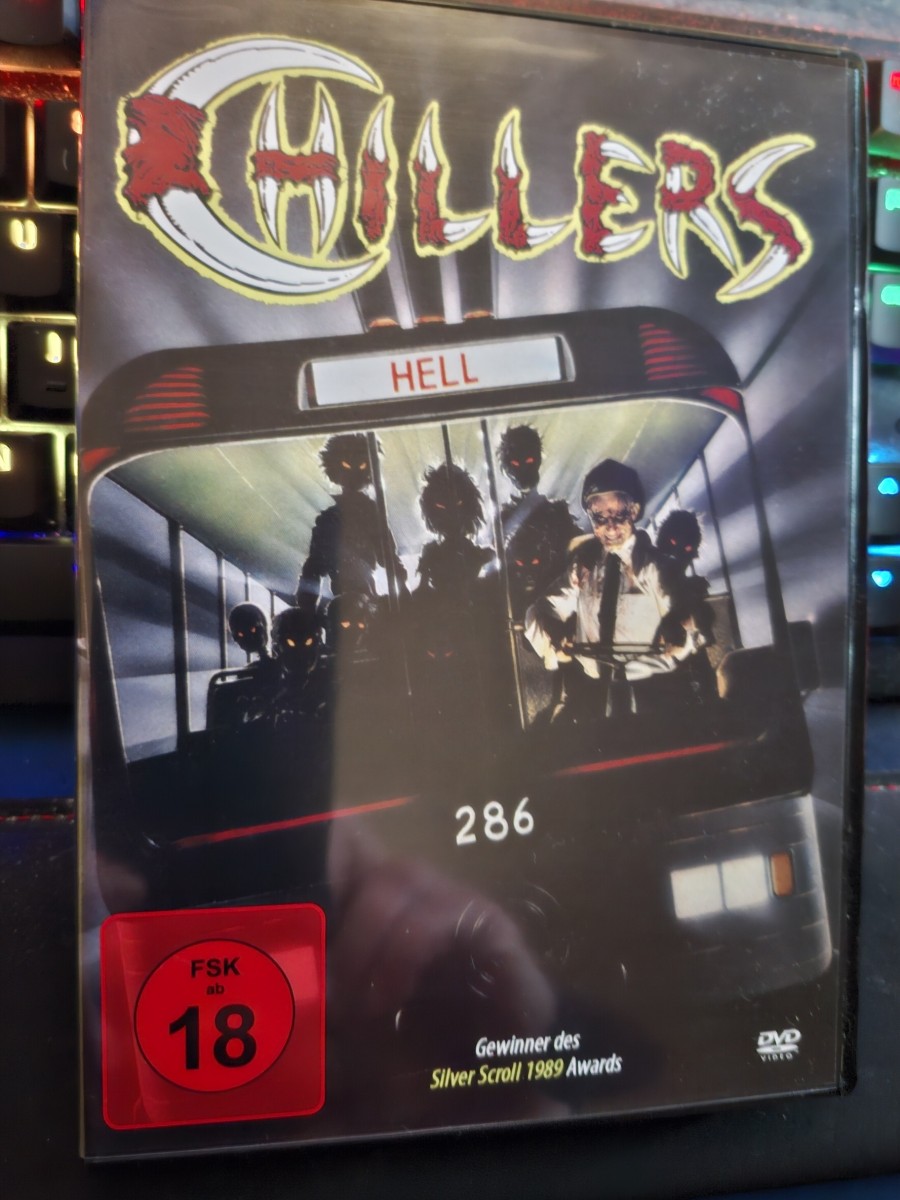 CHILLERS
HELL
286
FSK
ab
18
Gewinner des
Silver Scroll 1989 Awards
DVD
VIDEO
U
J
N